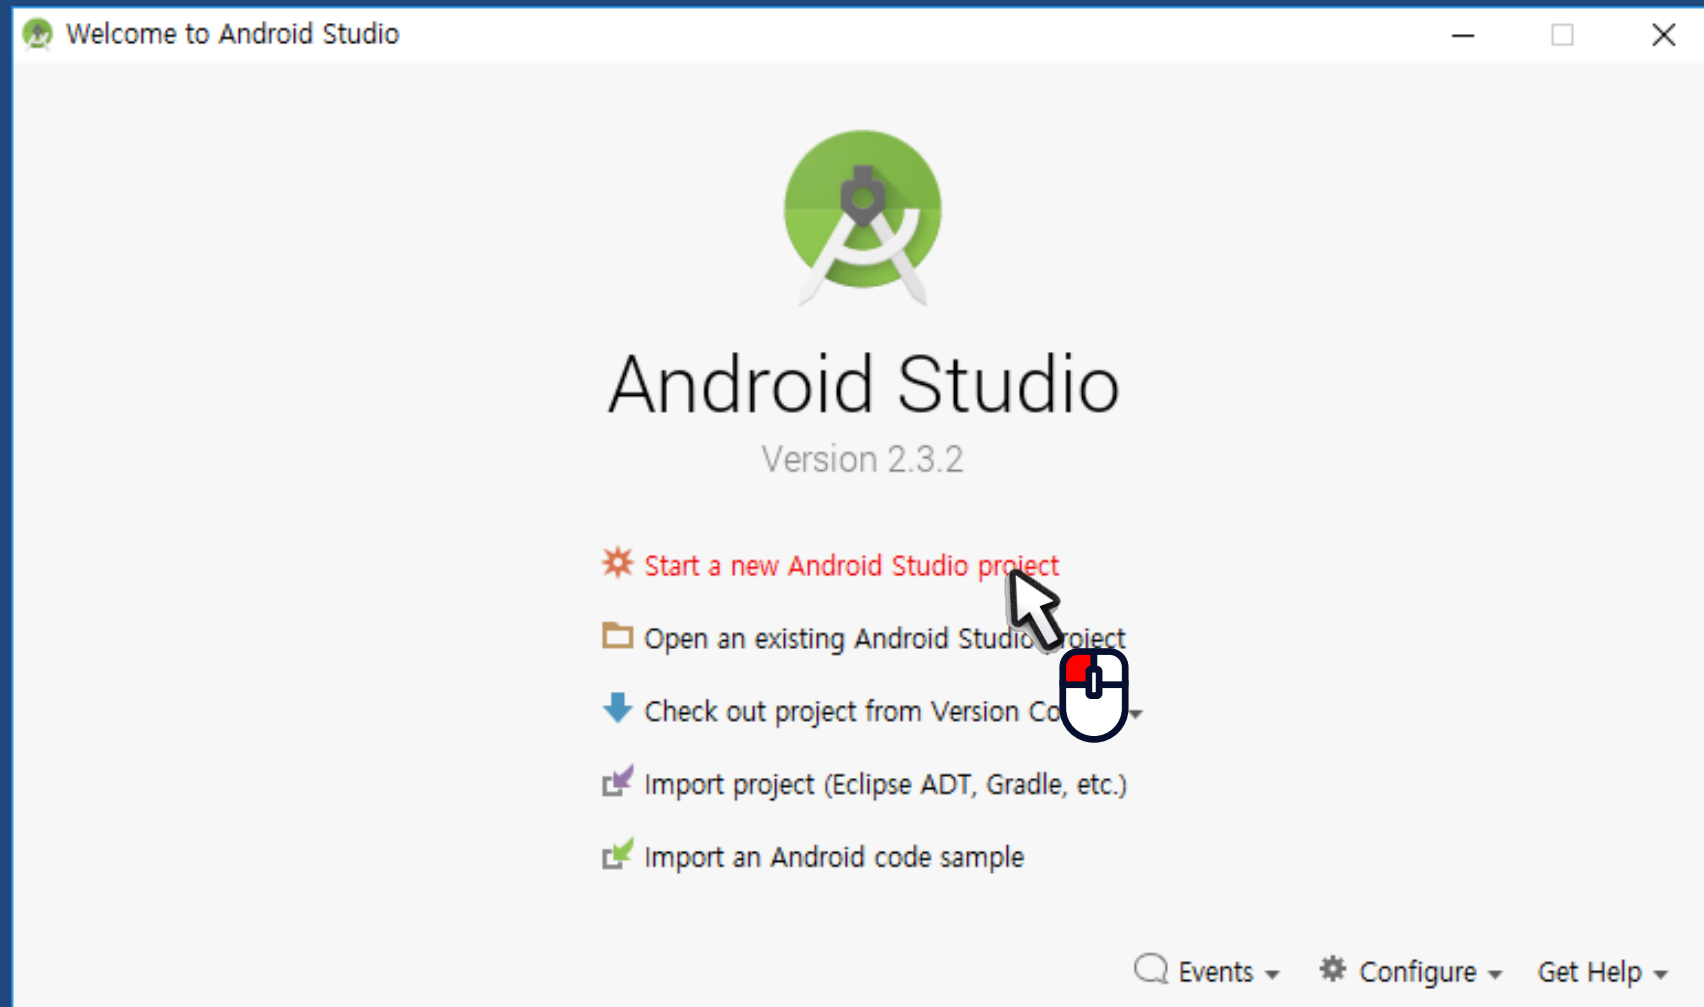 Welcome to Android Studio
Android Studio
Version 2.3.2
Start a new Android Studio project
Open an existing Android Studio project
Check out project from Version
Import project (Eclipse ADT, Gradle, etc.)
Import an Android code sample
Events
Configure
Get Help